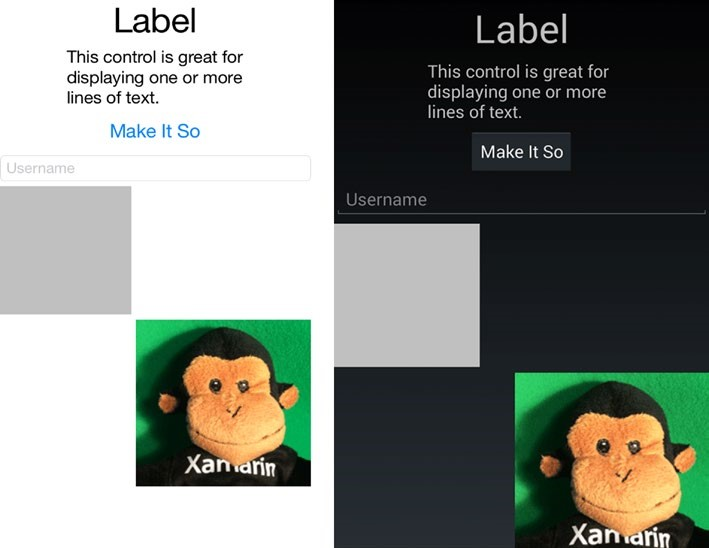 Label
This control is great for
displaying one or more
lines of text.
Make It So
Username
Xamarin
Label
This control is great for
displaying one or more
lines of text.
Make It So
Username
Xamarin